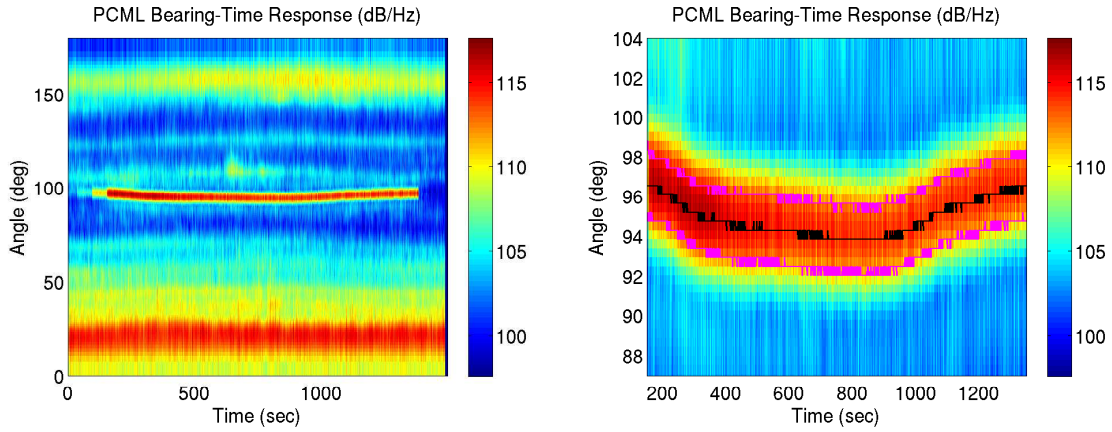 PCML Bearing-Time Response (dB/Hz)
150
100
50
0
Angle (deg)
0 500 1000
Time (sec)
115
110
105
100
PCML Bearing-Time Response (dB/Hz)
104
102
100
98
96
94
92
90
88
Angle (deg)
200 400 600 800 1000 1200
Time (sec)
115
110
105
100